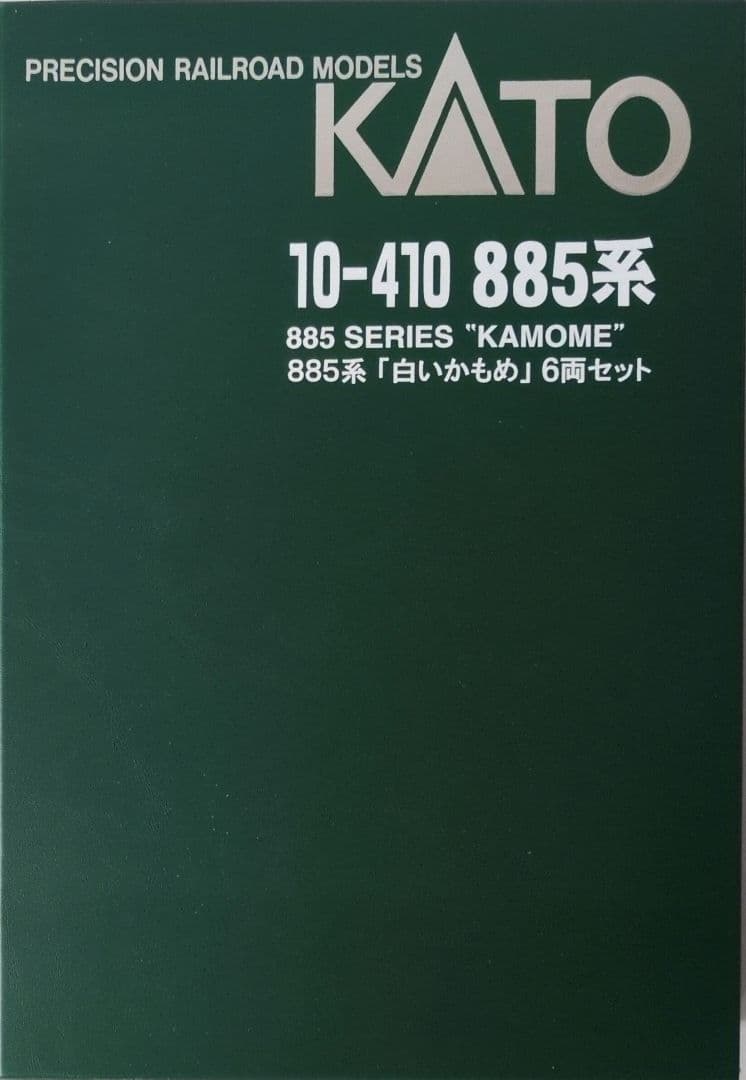 PRECISION RAILROAD MODELS
KATO
10-410 885系
885 SERIES "KAMOME"
885系「白いかもめ」6両セット